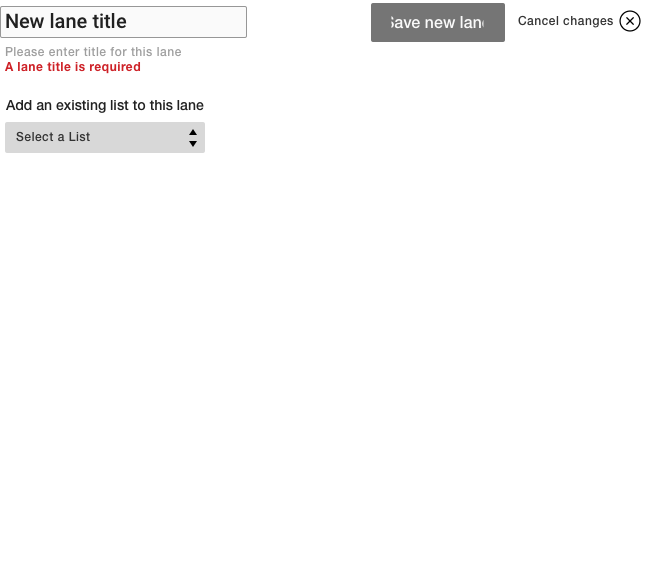 New lane title
Save new lane
Cancel changes
Please enter title for this lane
A lane title is required
Add an existing list to this lane
Select a List